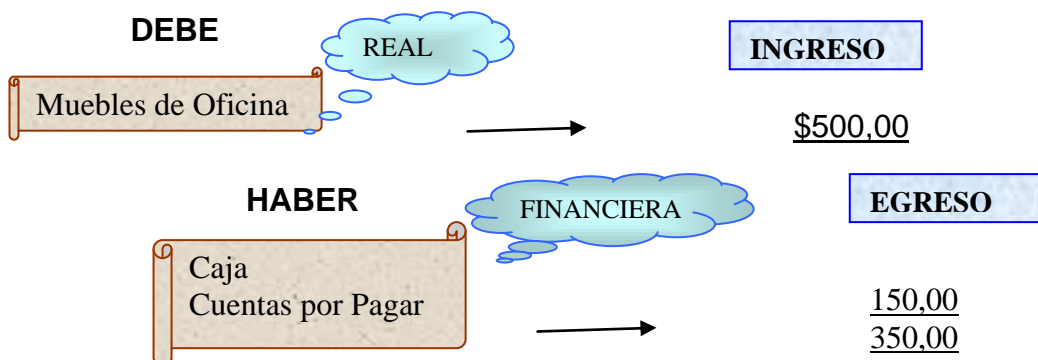 DEBE
REAL
INGRESO
Muebles de Oficina
$500,00
HABER
FINANCIERA
EGRESO
Caja
150,00
Cuentas por Pagar
350,00